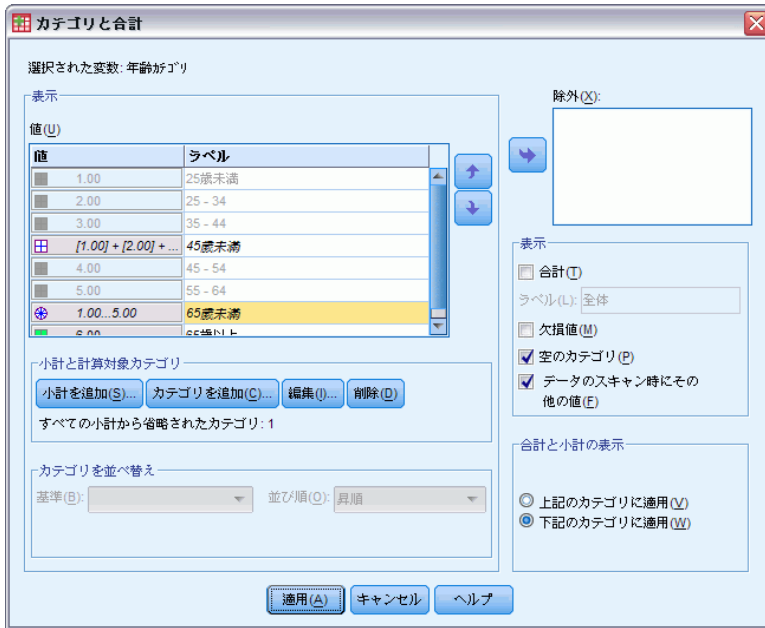 カテゴリと合計
選択された変数: 年齢カテゴリ
表示
値(U)
値 ラベル
1.00 25歳未満
2.00 25 - 34
3.00 35 - 44
[1.00] + [2.00] + ... 45歳未満
4.00 45 - 54
5.00 55 - 64
1.00...5.00 65歳未満
6.00 65歳以上
小計と計算対象カテゴリ
小計を追加(S)... カテゴリを追加(C)... 編集(I)... 削除(D)
すべての小計から省略されたカテゴリ: 1
カテゴリを並べ替え
基準(B): 並び順(O): 昇順
除外(X):
表示
合計(T)
ラベル(L): 全体
欠損値(M)
空のカテゴリ(P)
データのスキャン時にその
他の値(F)
合計と小計の表示
上記のカテゴリに適用(V)
下記のカテゴリに適用(W)
適用(A) キャンセル ヘルプ